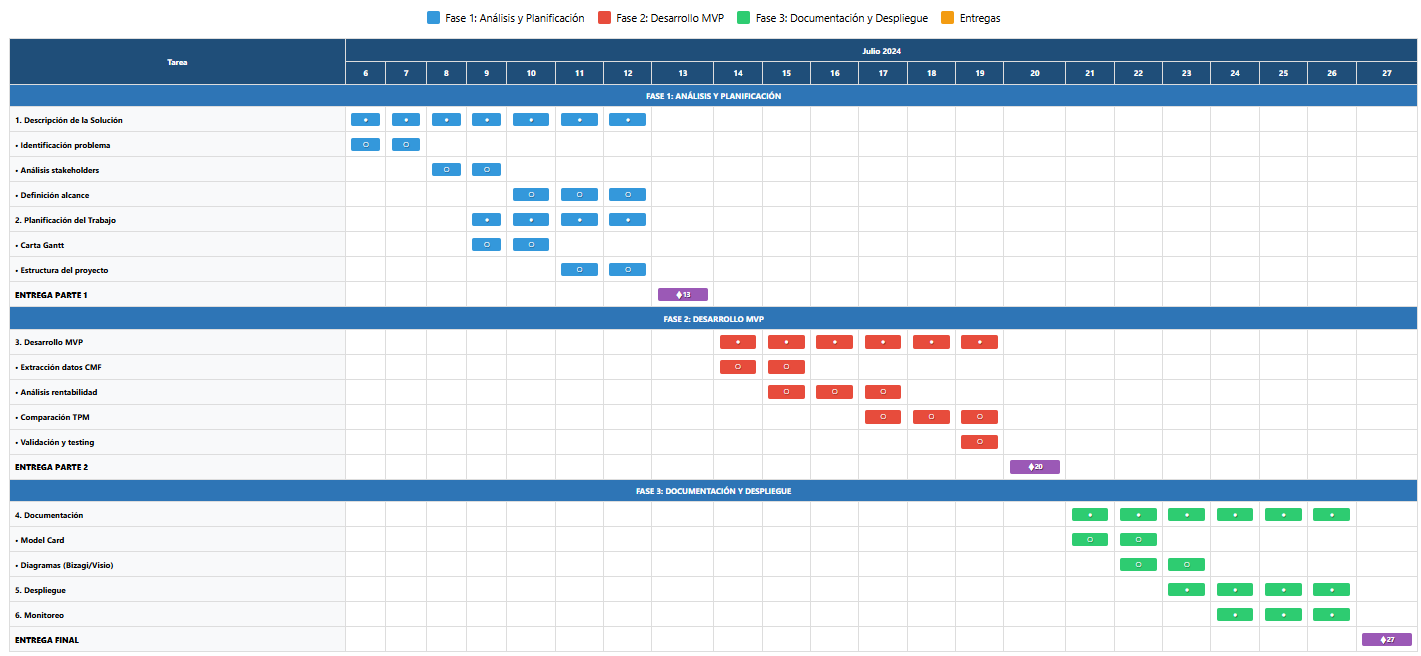 Fase 1: Análisis y Planificación Fase 2: Desarrollo MVP Fase 3: Documentación y Despliegue Entregas
Tarea Julio 2024
6 7 8 9 10 11 12 13 14 15 16 17 18 19 20 21 22 23 24 25 26 27
FASE 1: ANÁLISIS Y PLANIFICACIÓN
1. Descripción de la Solución
• Identificación problema
• Análisis stakeholders
• Definición alcance
2. Planificación del Trabajo
• Carta Gantt
• Estructura del proyecto
ENTREGA PARTE 1 ♦13
FASE 2: DESARROLLO MVP
3. Desarrollo MVP
• Extracción datos CMF
• Análisis rentabilidad
• Comparación TPM
• Validación y testing
ENTREGA PARTE 2 ♦20
FASE 3: DOCUMENTACIÓN Y DESPLIEGUE
4. Documentación
• Model Card
• Diagramas (Bizagi/Visio)
5. Despliegue
6. Monitoreo
ENTREGA FINAL ♦27